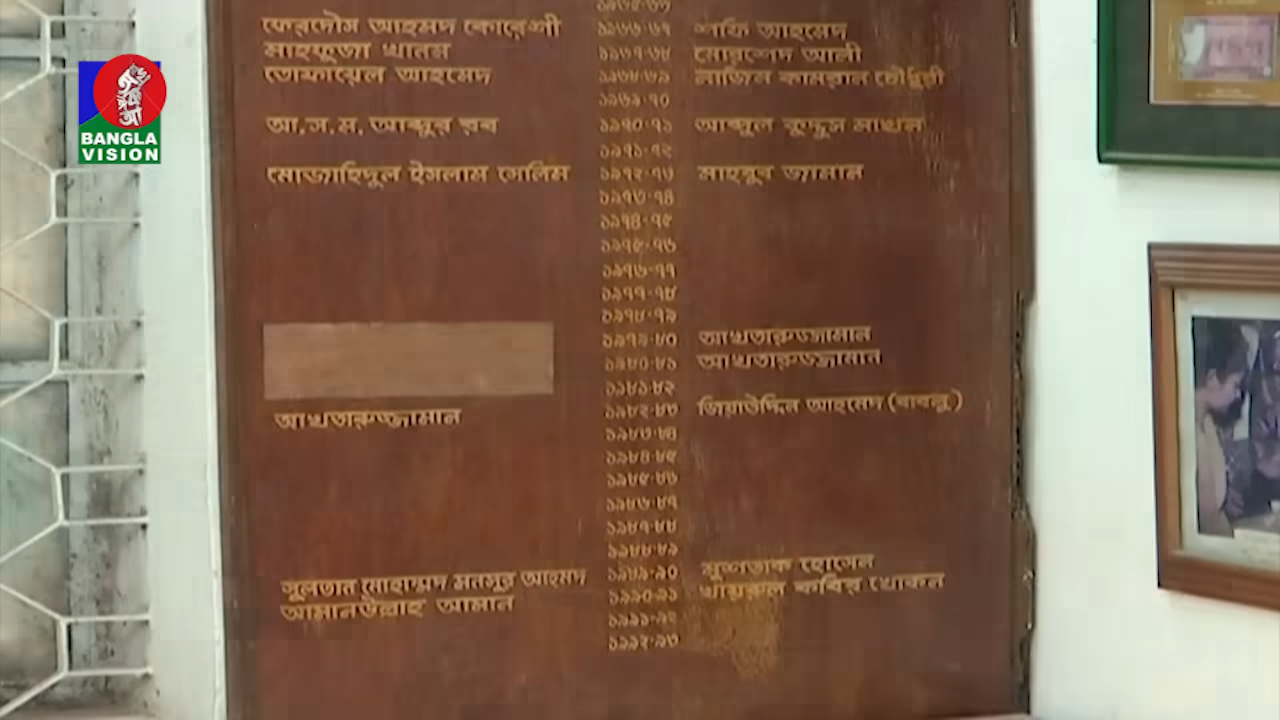 BANGLA
VISION
১৯৬৫-৬৬
ফেরদৌস আহমদ কোরেশী ১৯৬৬-৬৭ শফি আহমেদ
মাহফুজা খানম ১৯৬৭-৬৮ মোরশেদ আলী
তোফায়েল আহমেদ ১৯৬৮-৬৯ নাজিম কামরান চৌধুরী
১৯৬৯-৭০
আ.স.ম. আব্দুর রব ১৯৭০-৭১ আব্দুল কুদ্দুস মাখন
১৯৭১-৭২
মোজাহিদুল ইসলাম সেলিম ১৯৭২-৭৩ মাহবুব জামান
১৯৭৩-৭৪
১৯৭৪-৭৫
১৯৭৫-৭৬
১৯৭৬-৭৭
১৯৭৭-৭৮
১৯৭৮-৭৯
১৯৭৯-৮০ আখতারুজ্জামান
১৯৮০-৮১ আখতারুজ্জামান
১৯৮১-৮২
আখতারুজ্জামান ১৯৮২-৮৩ জিয়াউদ্দিন আহমেদ (বাবলু)
১৯৮৩-৮৪
১৯৮৪-৮৫
১৯৮৫-৮৬
১৯৮৬-৮৭
১৯৮৭-৮৮
১৯৮৮-৮৯
সুলতান মোহাম্মদ মনসুর আহমদ ১৯৮৯-৯০ মুশতাক হোসেন
আমানউল্লাহ আমান ১৯৯০-৯১ খায়রুল কবির খোকন
১৯৯১-৯২
১৯৯২-৯৩